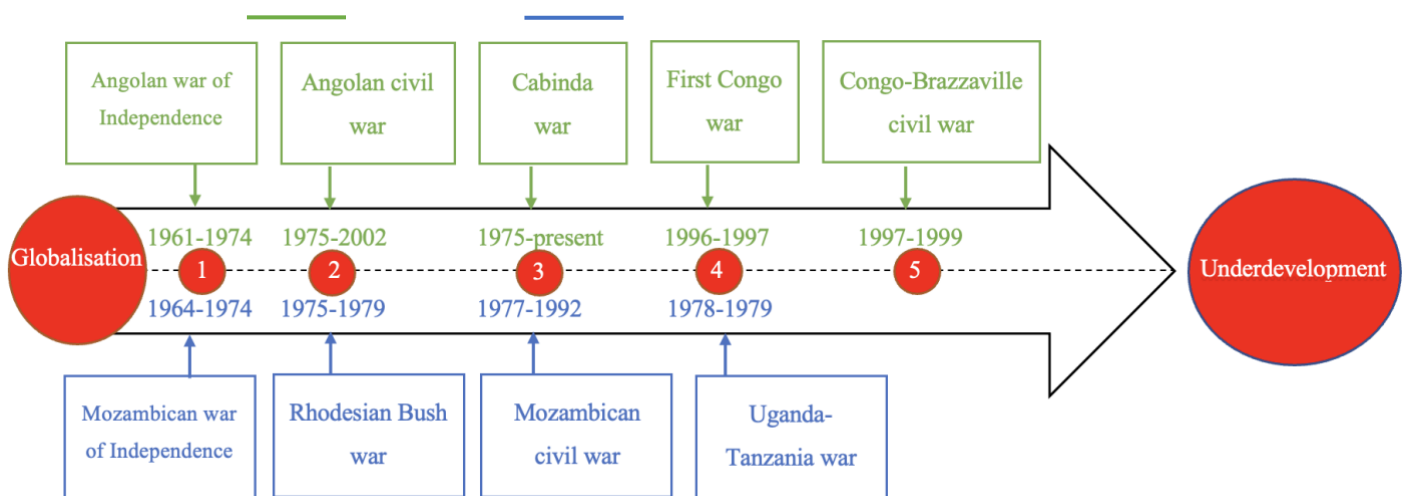 Angolan war of
Independence
Angolan civil
war
Cabinda
war
First Congo
war
Congo-Brazzaville
civil war
Globalisation
1961-1974
1975-2002
1975-present
1996-1997
1997-1999
1
2
3
4
5
Underdevelopment
1964-1974
1975-1979
1977-1992
1978-1979
Mozambican war
of Independence
Rhodesian Bush
war
Mozambican
civil war
Uganda-
Tanzania war